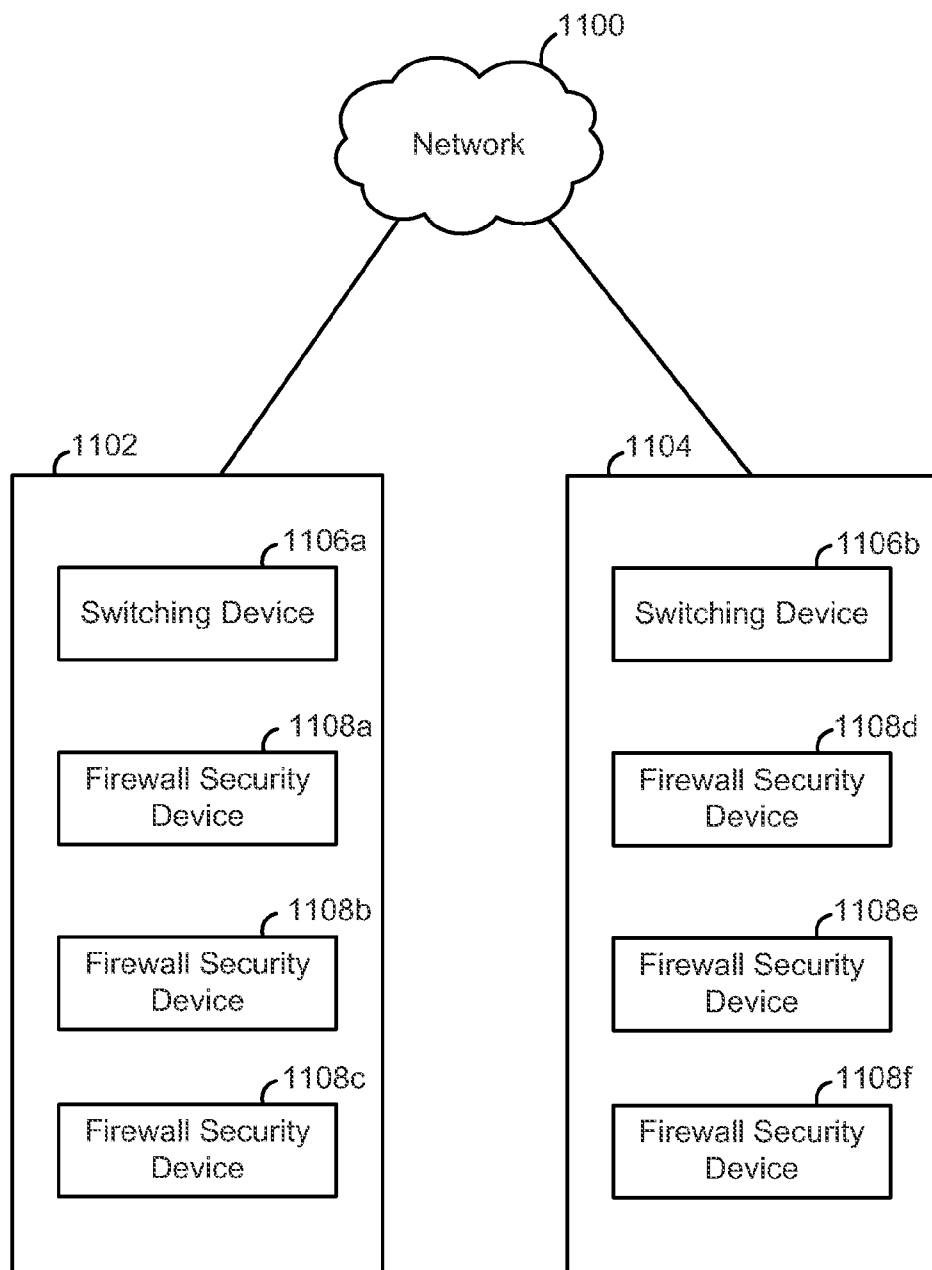 1100
Network
1102
1104
1106a
Switching Device
1106b
Switching Device
1108a
Firewall Security
Device
1108d
Firewall Security
Device
1108b
Firewall Security
Device
1108e
Firewall Security
Device
1108c
Firewall Security
Device
1108f
Firewall Security
Device